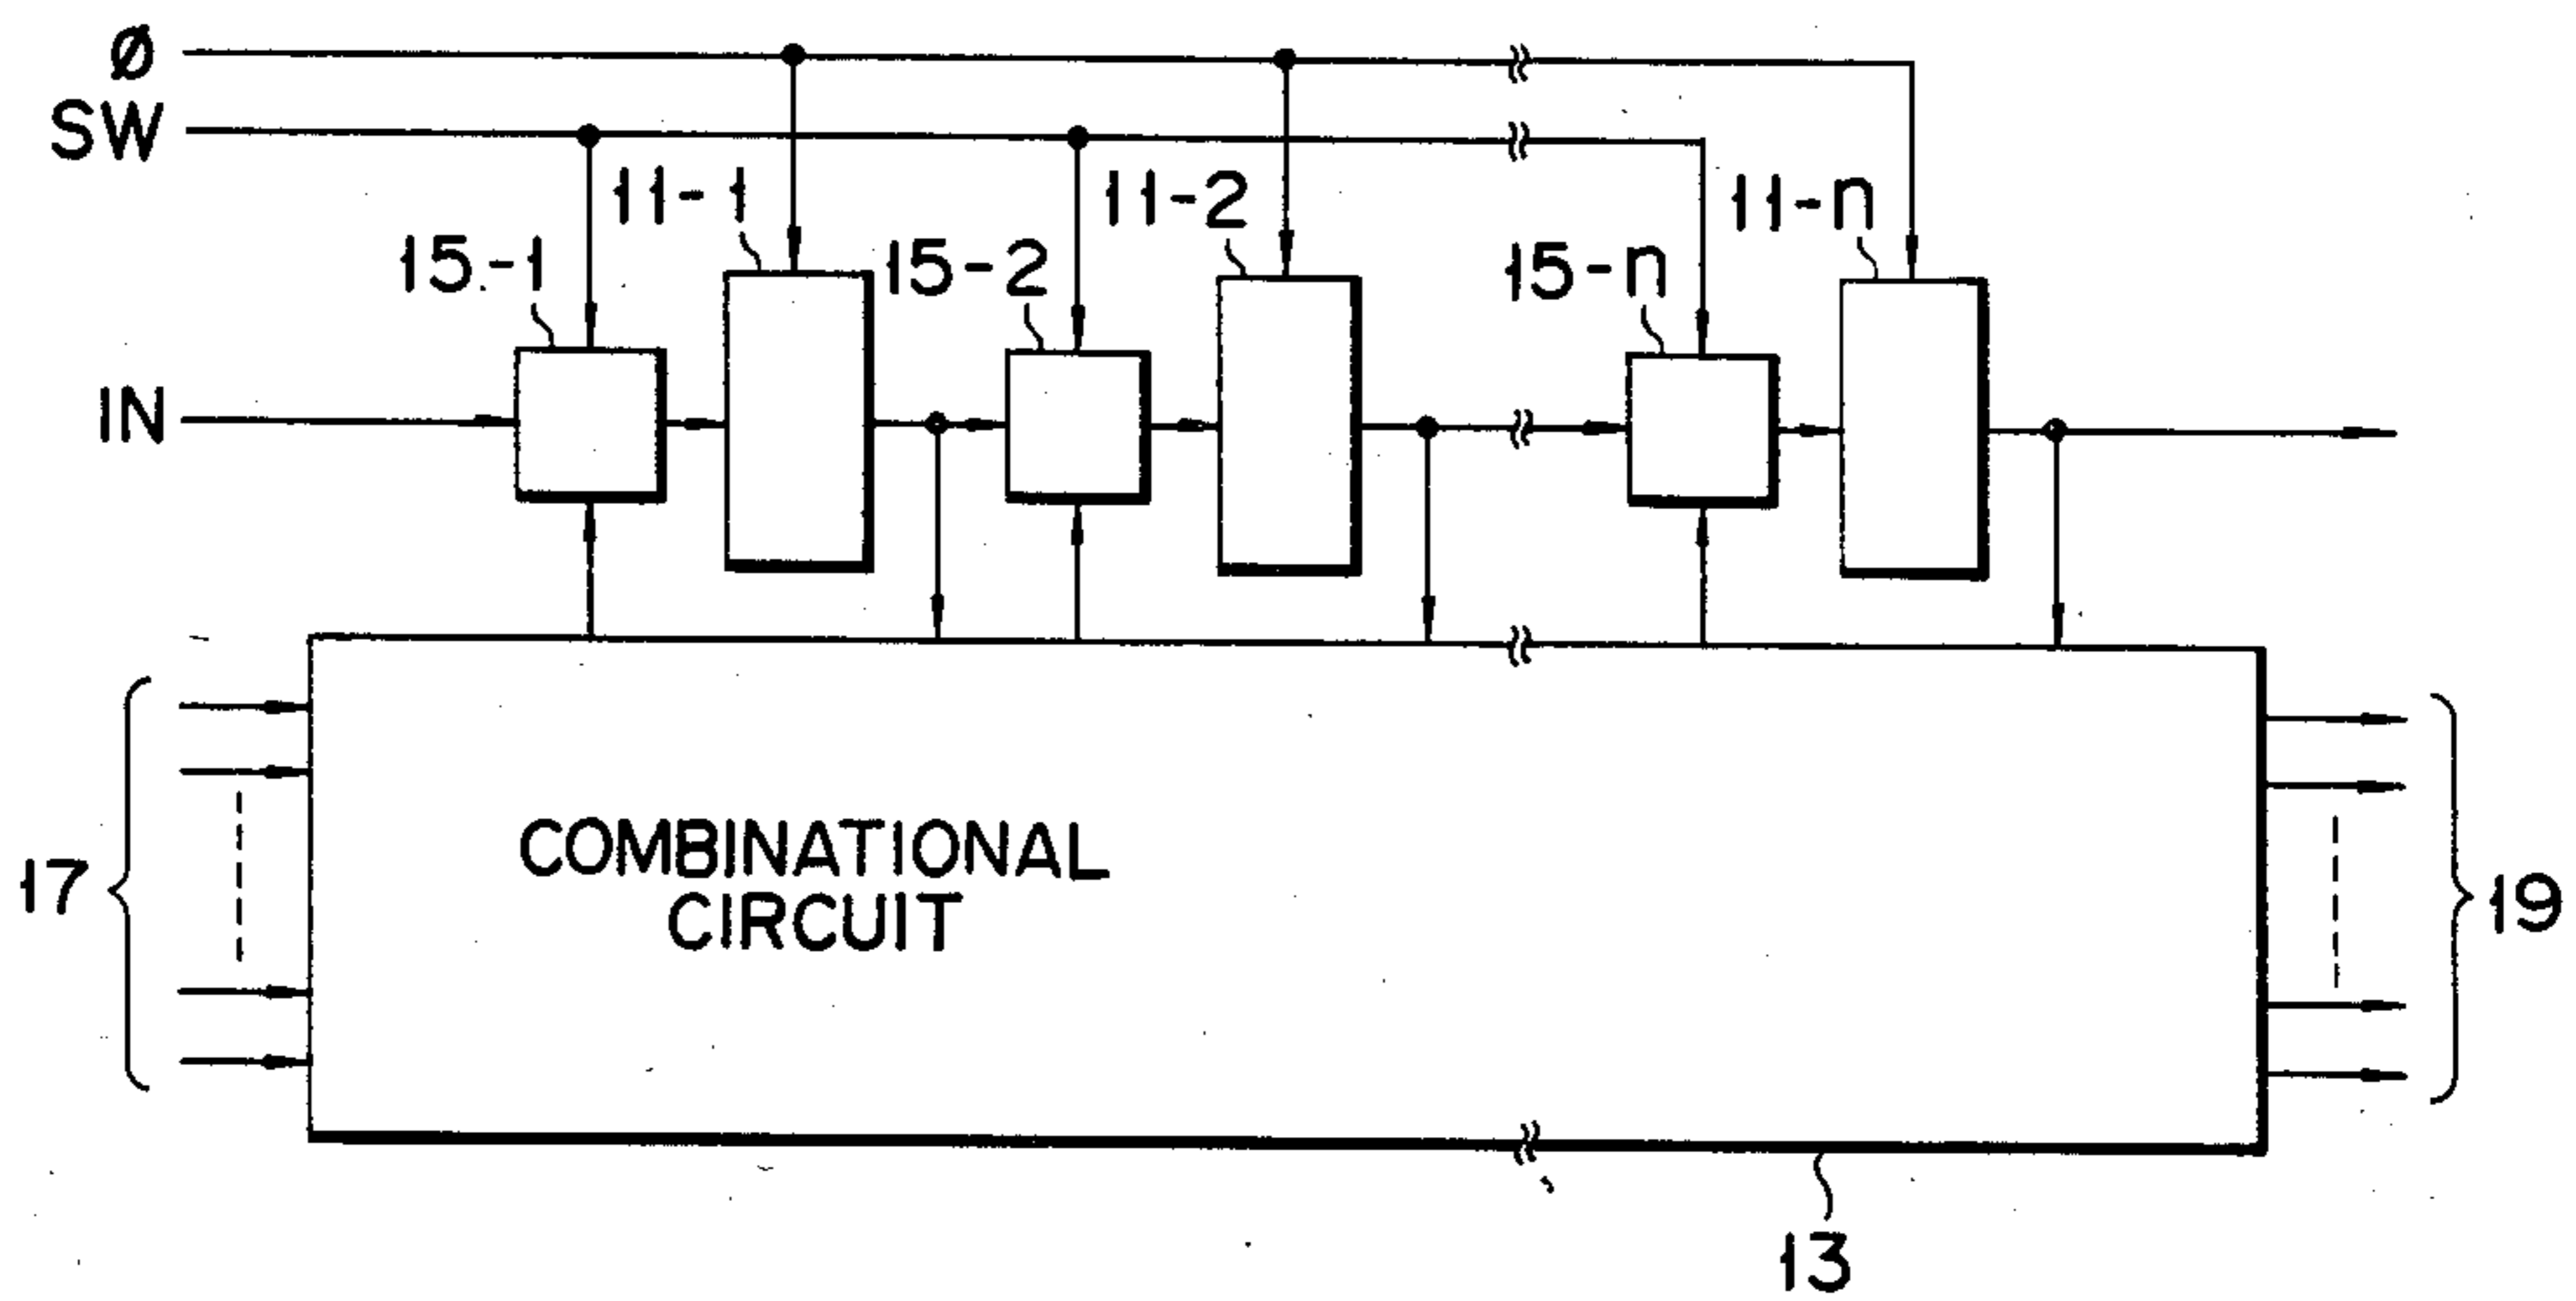 Ø
SW
11-1
11-2
11-n
15-1
15-2
15-n
IN
COMBINATIONAL
CIRCUIT
17
19
13